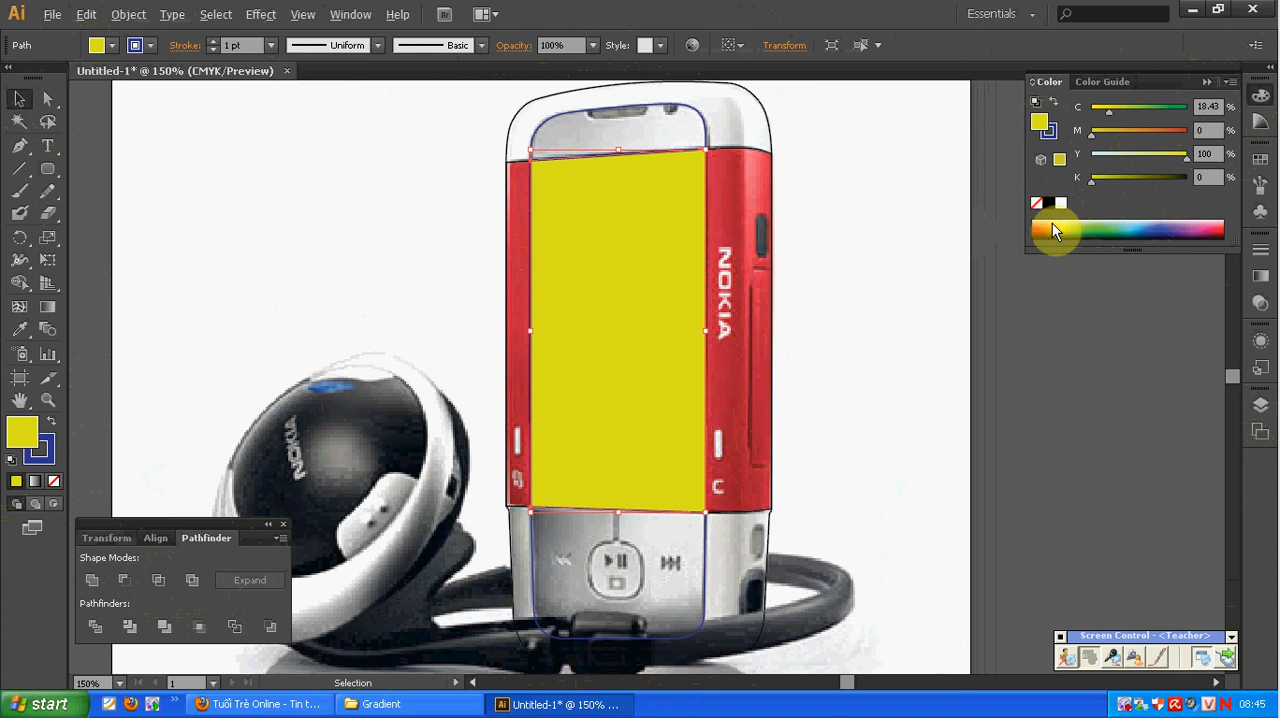 Ai File Edit Object Type Select Effect View Window Help Br Essentials
Path Stroke: 1 pt Uniform Basic Opacity: 100% Style: Transform
Untitled-1* @ 150% (CMYK/Preview)
Color Color Guide
C 18.43 %
M 0 %
Y 100 %
K 0 %
NOKIA
NOKIA
Transform Align Pathfinder
Shape Modes:
Expand
Pathfinders:
Screen Control - <Teacher>
150% 1 Selection
start Tuổi Trẻ Online - Tin t... Gradient Ai Untitled-1* @ 150% ... V N 08:45